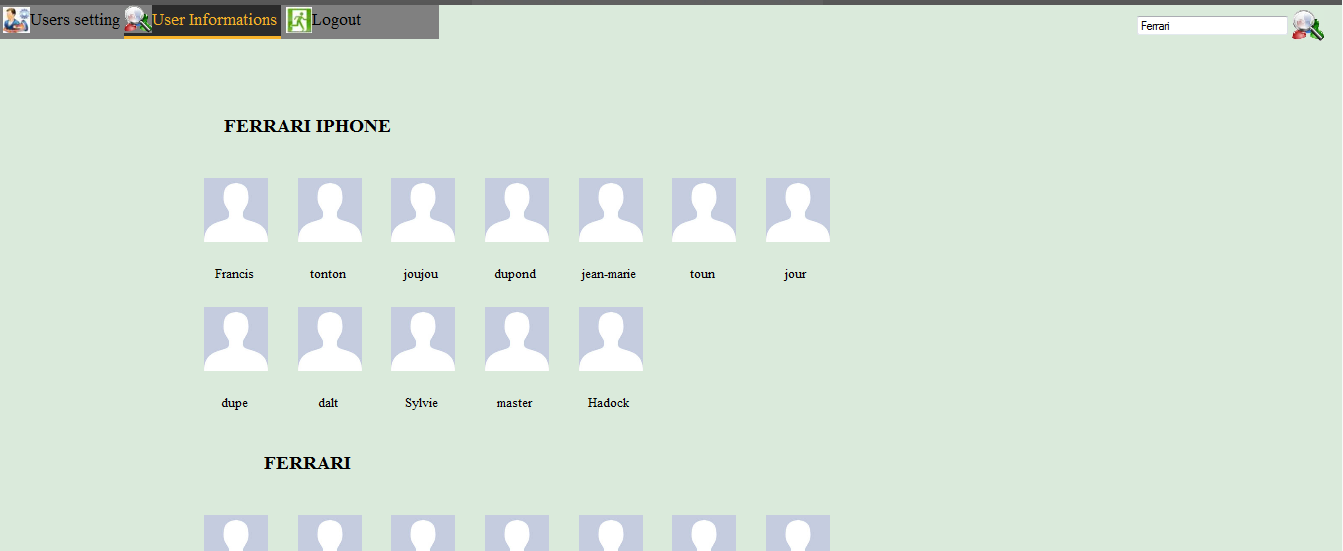 Users setting User Informations Logout Ferrari
FERRARI IPHONE
Francis tonton joujou dupond jean-marie toun jour
dupe dalt Sylvie master Hadock
FERRARI